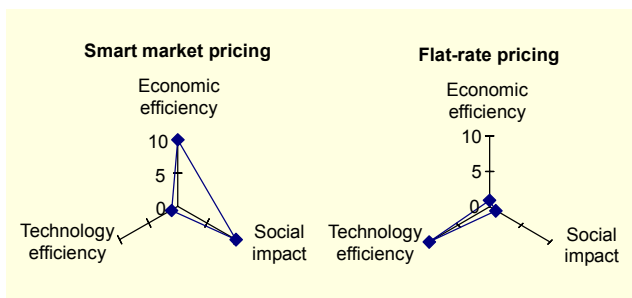 Smart market pricing
Economic
efficiency
10
5
0
Technology
efficiency
Social
impact
Flat-rate pricing
Economic
efficiency
10
5
0
Technology
efficiency
Social
impact